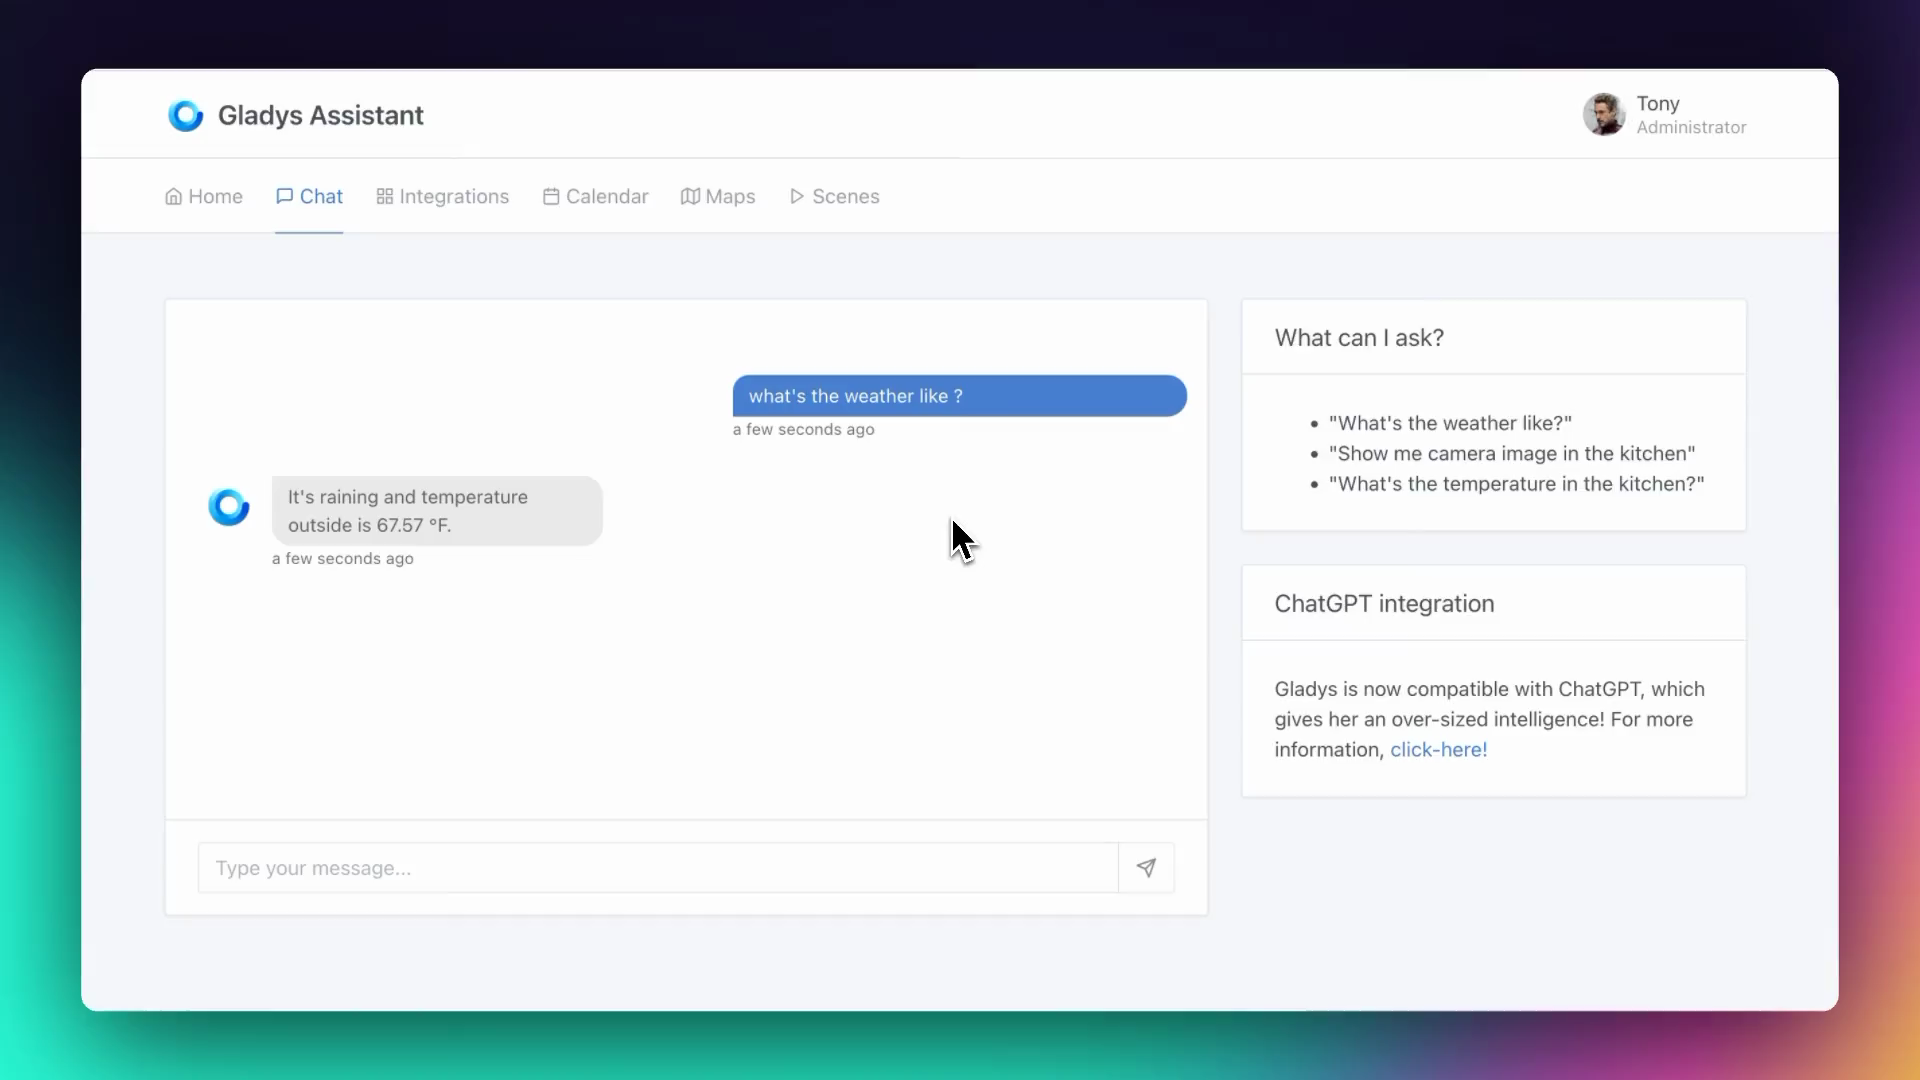 Gladys Assistant
Tony
Administrator
Home Chat Integrations Calendar Maps Scenes
what's the weather like ?
a few seconds ago
It's raining and temperature
outside is 67.57 °F.
a few seconds ago
Type your message...
What can I ask?
"What's the weather like?"
"Show me camera image in the kitchen"
"What's the temperature in the kitchen?"
ChatGPT integration
Gladys is now compatible with ChatGPT, which
gives her an over-sized intelligence! For more
information, click-here!